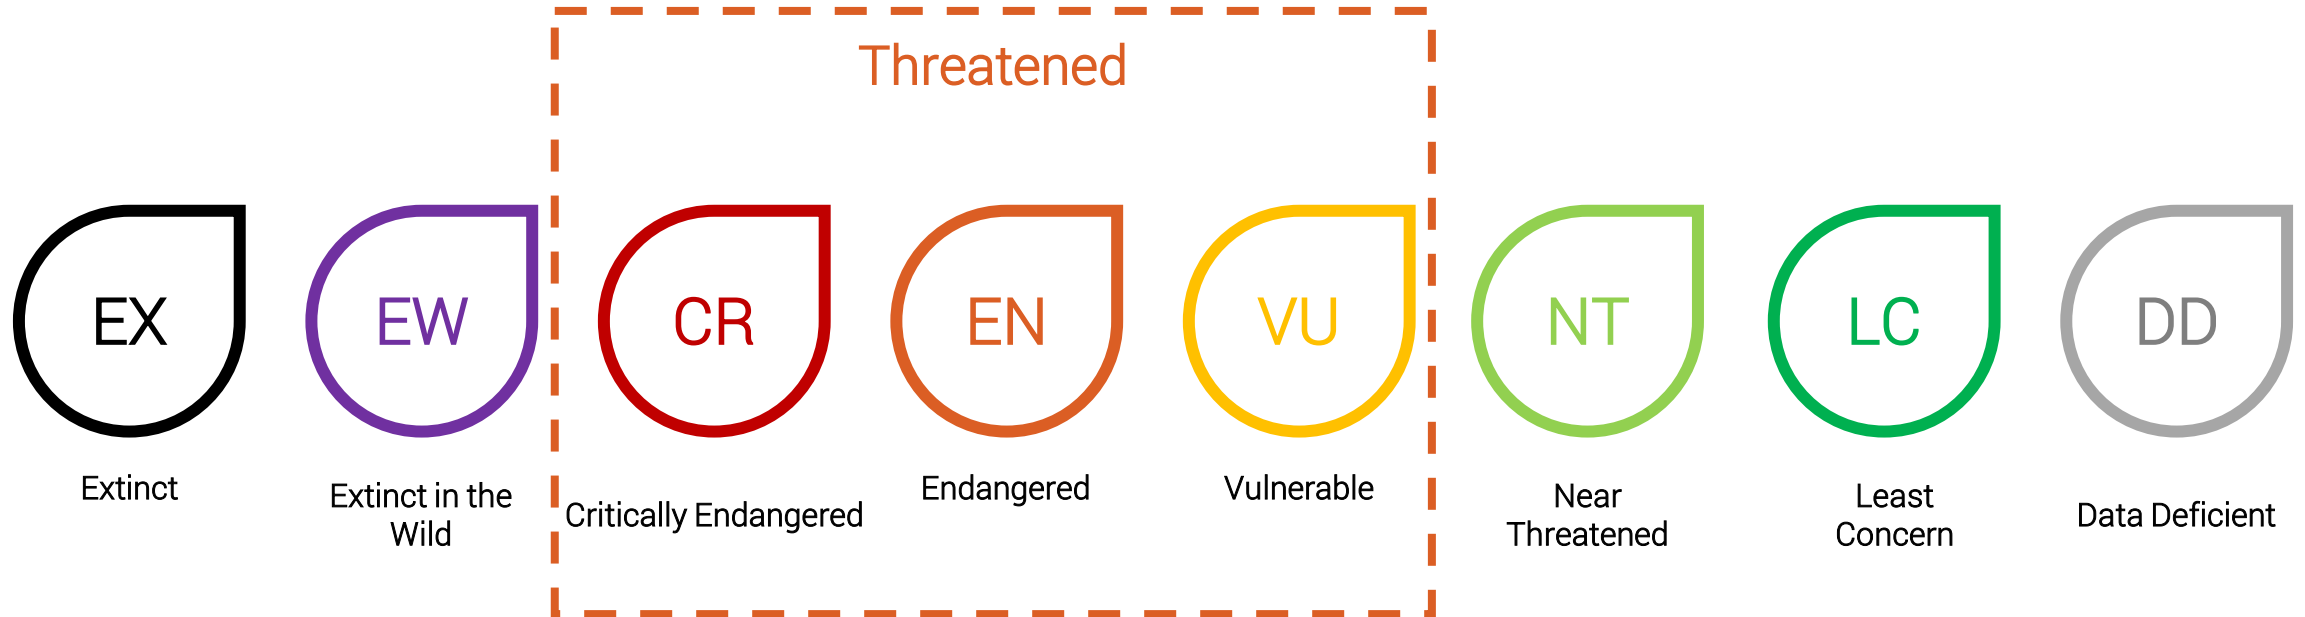 Threatened
EX
EW
CR
EN
VU
NT
LC
DD
Extinct
Extinct in the
Wild
Critically Endangered
Endangered
Vulnerable
Near
Threatened
Least
Concern
Data Deficient